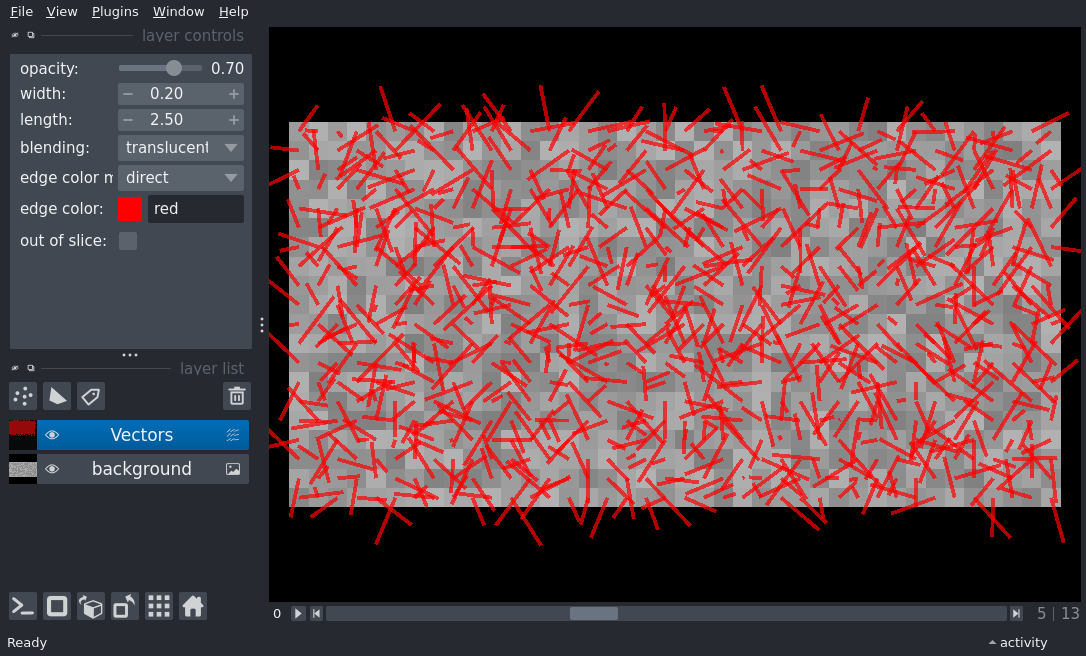 File View Plugins Window Help
layer controls
opacity: 0.70
width: − 0.20 +
length: − 2.50 +
blending: translucent
edge color m direct
edge color: red
out of slice:
layer list
Vectors
background
0 5 | 13
Ready activity